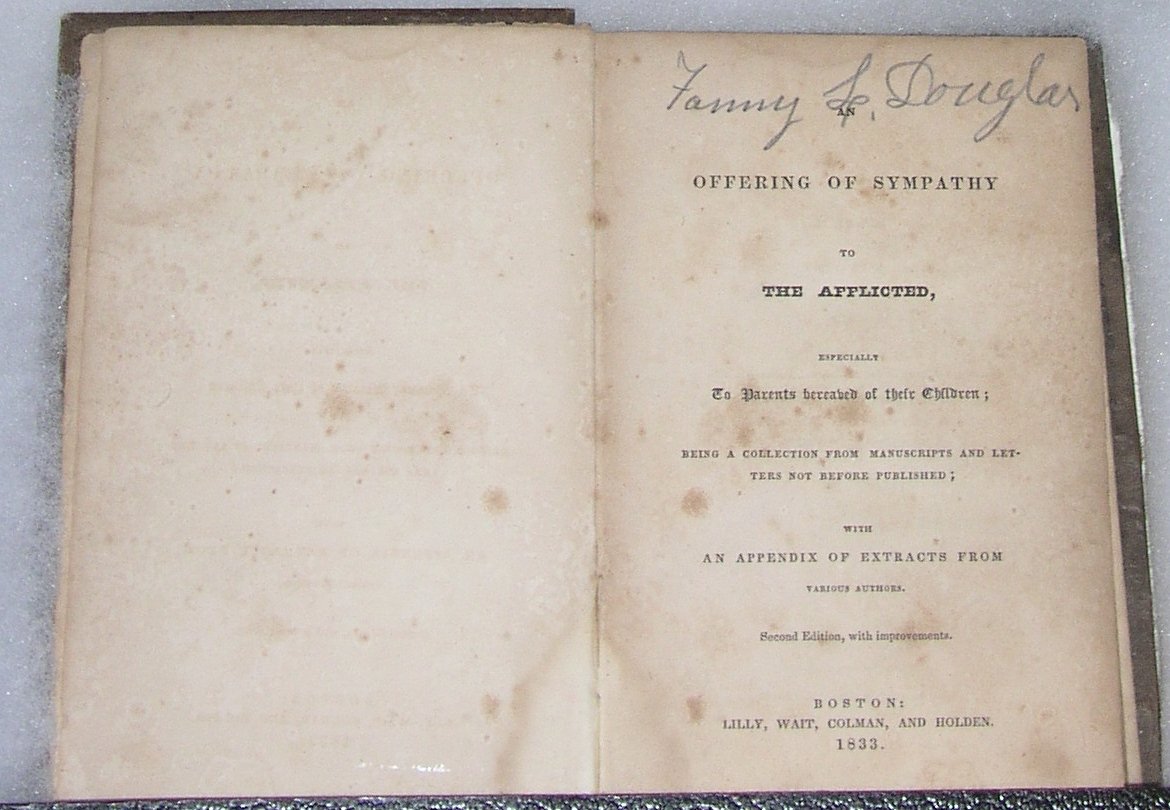 Fanny L. Douglas
AN
OFFERING OF SYMPATHY
TO
THE AFFLICTED,
ESPECIALLY
To Parents bereaved of their Children;
BEING A COLLECTION FROM MANUSCRIPTS AND LET-
TERS NOT BEFORE PUBLISHED;
WITH
AN APPENDIX OF EXTRACTS FROM
VARIOUS AUTHORS.
Second Edition, with improvements.
BOSTON:
LILLY, WAIT, COLMAN, AND HOLDEN.
1833.